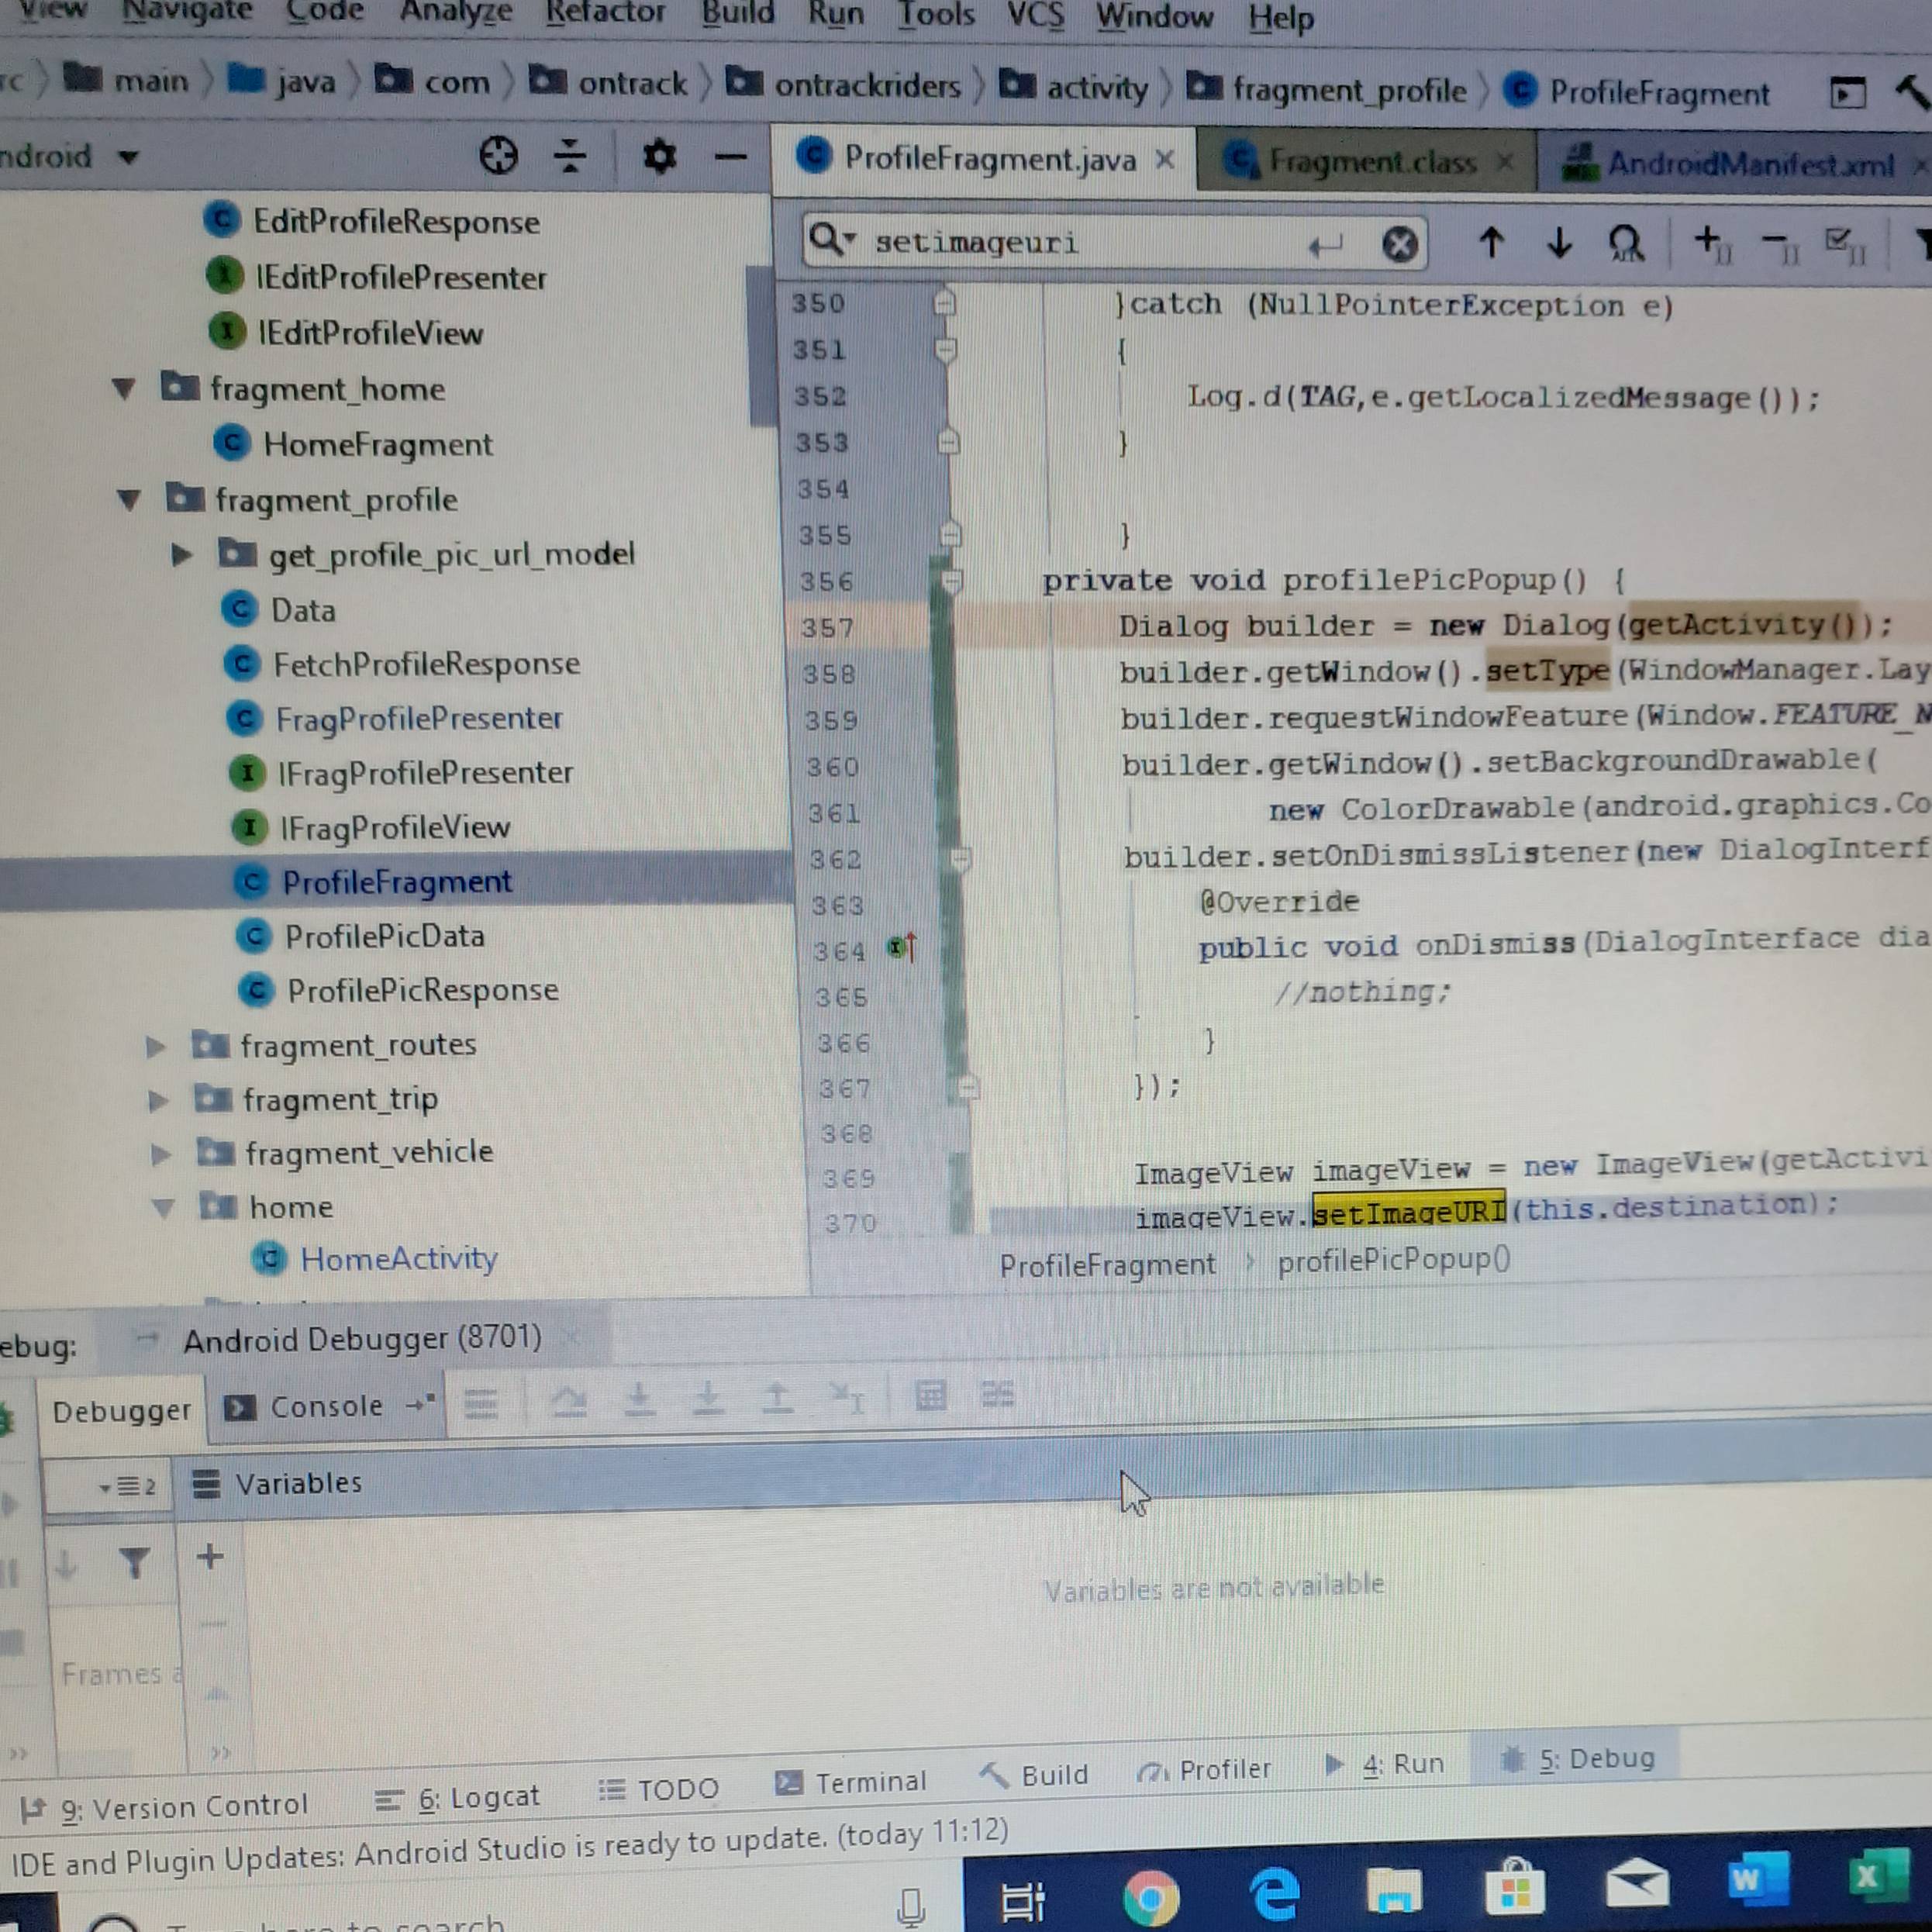 View Navigate Code Analyze Refactor Build Run Tools VCS Window Help
main java com ontrack ontrackriders activity fragment_profile ProfileFragment
ProfileFragment.java Fragment.class AndroidManifest.xml
EditProfileResponse
IEditProfilePresenter
IEditProfileView
fragment_home
HomeFragment
fragment_profile
get_profile_pic_url_model
Data
FetchProfileResponse
FragProfilePresenter
IFragProfilePresenter
IFragProfileView
ProfileFragment
ProfilePicData
ProfilePicResponse
fragment_routes
fragment_trip
fragment_vehicle
home
HomeActivity
setimageuri
350 }catch (NullPointerException e)
351 {
352 Log.d(TAG,e.getLocalizedMessage());
353 }
354
355 }
356 private void profilePicPopup() {
357 Dialog builder = new Dialog(getActivity());
358 builder.getWindow().setType(WindowManager.Lay
359 builder.requestWindowFeature(Window.FEATURE_N
360 builder.getWindow().setBackgroundDrawable(
361 new ColorDrawable(android.graphics.Co
362 builder.setOnDismissListener(new DialogInterf
363 @Override
364 public void onDismiss(DialogInterface dia
365 //nothing;
366 }
367 });
368
369 ImageView imageView = new ImageView(getActivi
370 imageView.setImageURI(this.destination);
ProfileFragment profilePicPopup()
ebug: Android Debugger (8701)
Debugger Console
2 Variables
Variables are not available
Frames a
9: Version Control 6: Logcat TODO Terminal Build Profiler 4: Run 5: Debug
IDE and Plugin Updates: Android Studio is ready to update. (today 11:12)